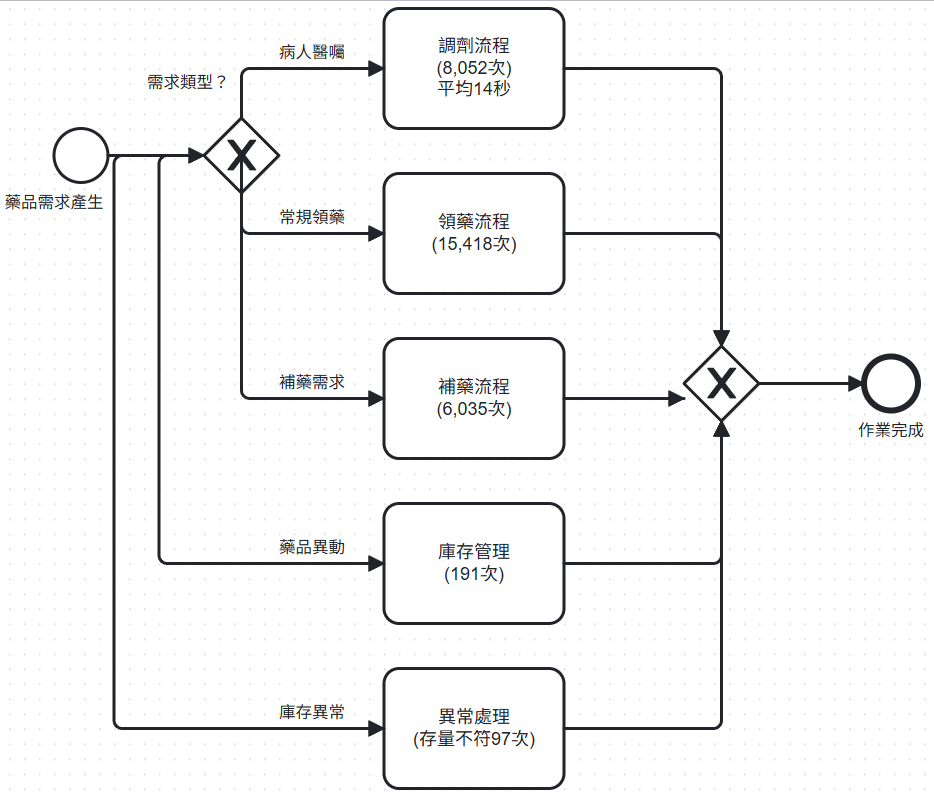 病人醫囑
調劑流程
(8,052次)
平均14秒
需求類型？
X
藥品需求產生
常規領藥
領藥流程
(15,418次)
補藥需求
補藥流程
(6,035次)
X
作業完成
藥品異動
庫存管理
(191次)
庫存異常
異常處理
(存量不符97次)